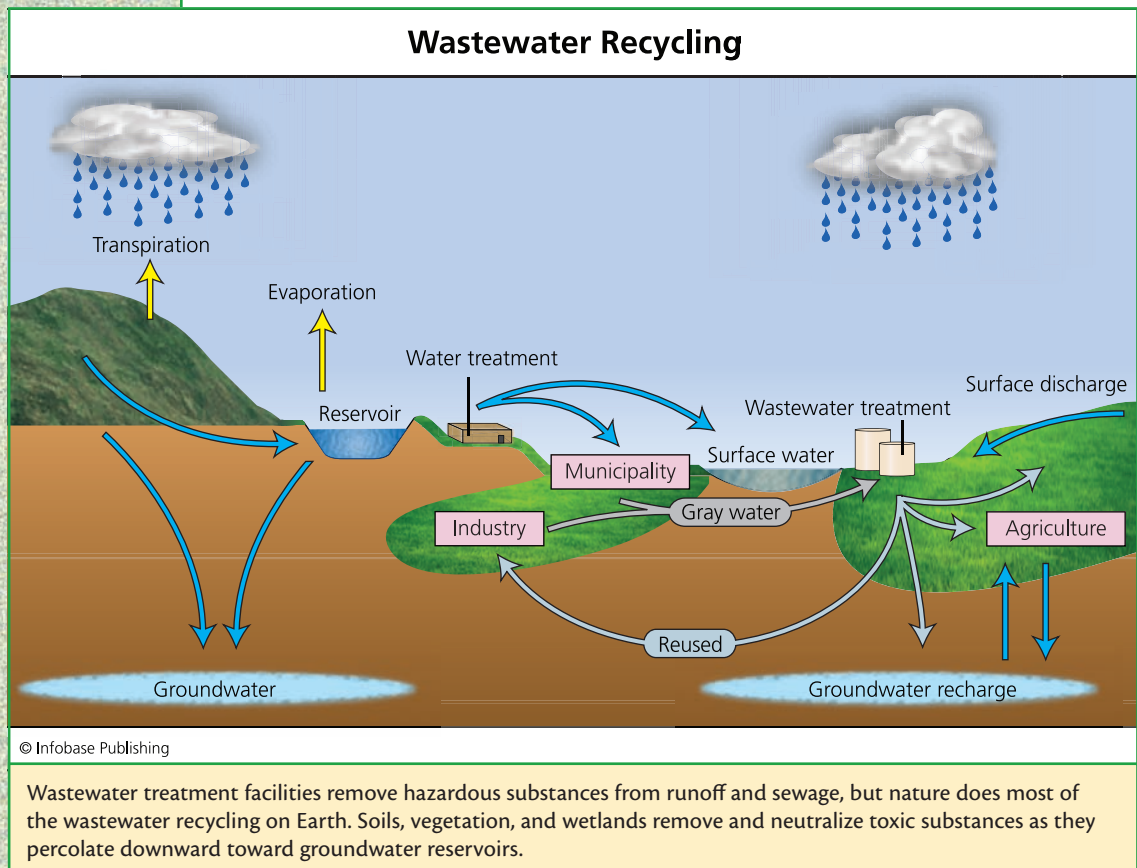 Wastewater Recycling
Transpiration
Evaporation
Water treatment
Reservoir
Surface discharge
Wastewater treatment
Surface water
Municipality
Gray water
Industry
Agriculture
Reused
Groundwater
Groundwater recharge
© Infobase Publishing
Wastewater treatment facilities remove hazardous substances from runoff and sewage, but nature does most of
the wastewater recycling on Earth. Soils, vegetation, and wetlands remove and neutralize toxic substances as they
percolate downward toward groundwater reservoirs.